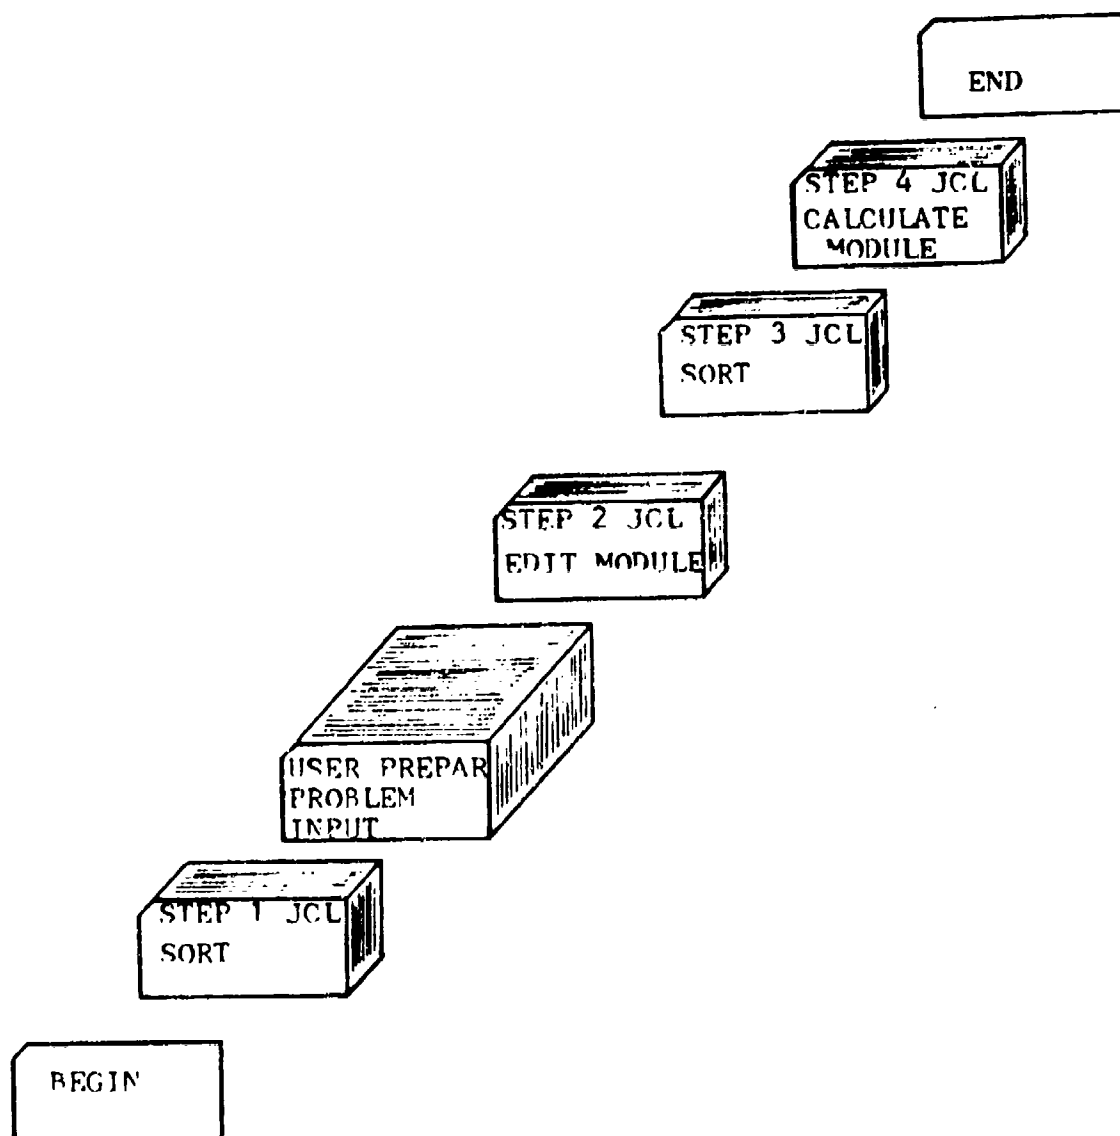 END
STEP 4 JCL
CALCULATE
MODULE
STEP 3 JCL
SORT
STEP 2 JCL
EDIT MODULE
USER PREPAR
PROBLEM
INPUT
STEP 1 JCL
SORT
BEGIN